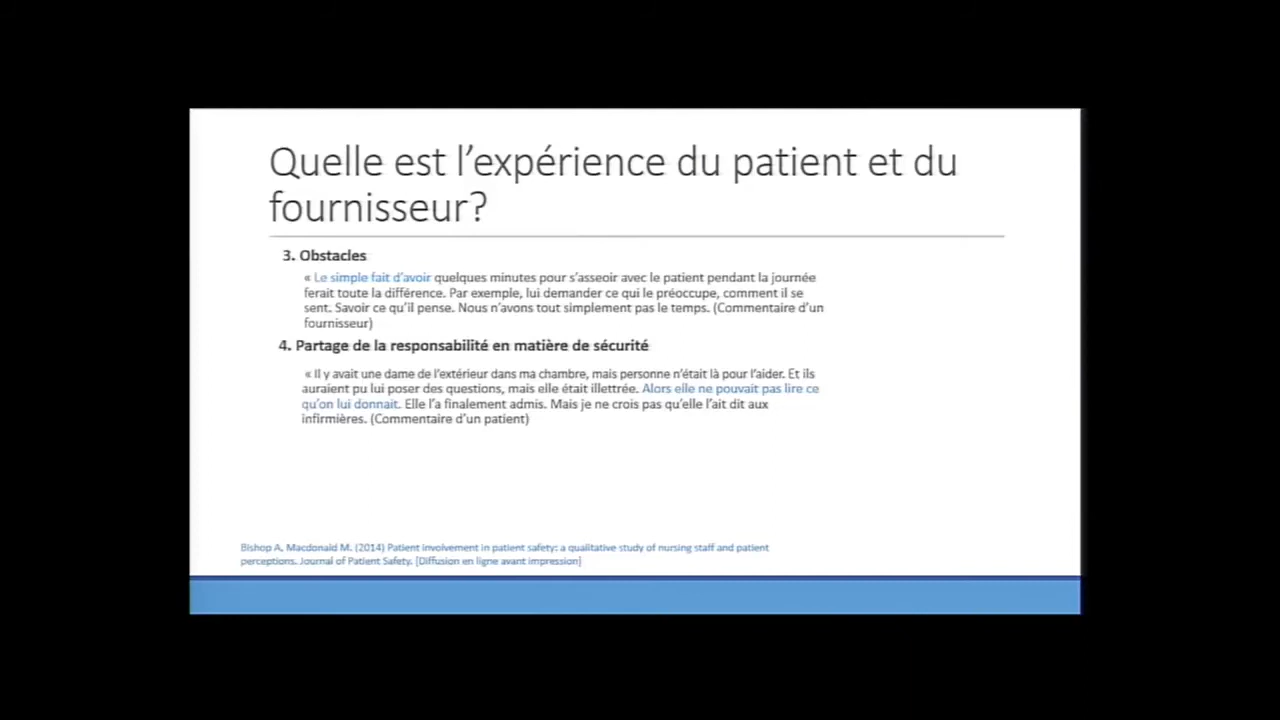 Quelle est l’expérience du patient et du
fournisseur?
3. Obstacles
« Le simple fait d’avoir quelques minutes pour s’asseoir avec le patient pendant la journée
ferait toute la différence. Par exemple, lui demander ce qui le préoccupe, comment il se
sent. Savoir ce qu’il pense. Nous n’avons tout simplement pas le temps. (Commentaire d’un
fournisseur)
4. Partage de la responsabilité en matière de sécurité
« Il y avait une dame de l’extérieur dans ma chambre, mais personne n’était là pour l’aider. Et ils
auraient pu lui poser des questions, mais elle était illettrée. Alors elle ne pouvait pas lire ce
qu’on lui donnait. Elle l’a finalement admis. Mais je ne crois pas qu’elle l’ait dit aux
infirmières. (Commentaire d’un patient)
Bishop A, Macdonald M. (2014) Patient involvement in patient safety: a qualitative study of nursing staff and patient
perceptions. Journal of Patient Safety. [Diffusion en ligne avant impression]